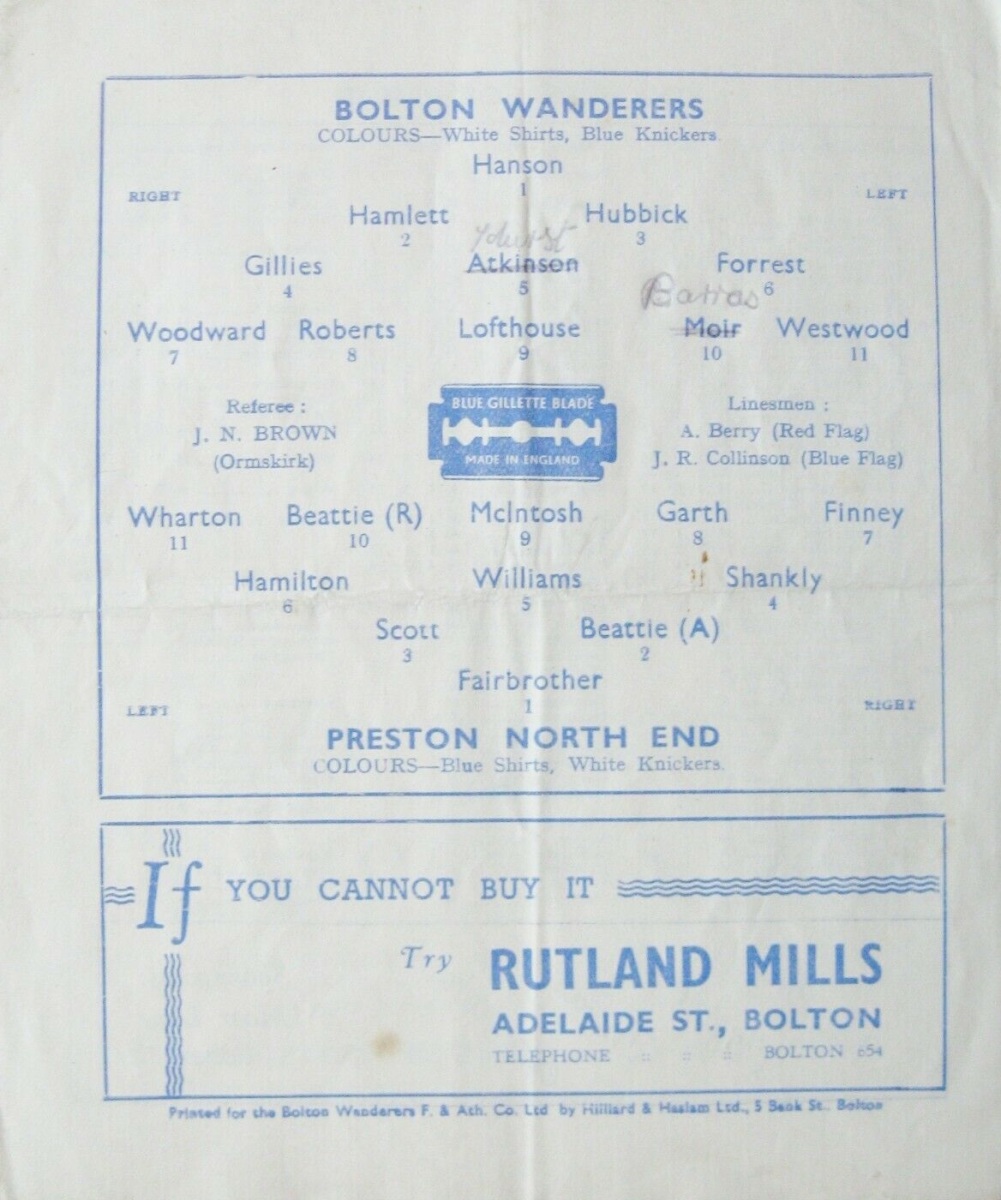 BOLTON WANDERERS
COLOURS—White Shirts, Blue Knickers.
Hanson
1
RIGHT LEFT
Hamlett Hubbick
2 3
Gillies Atkinson Forrest
4 5 6
Barras
Woodward Roberts Lofthouse Moir Westwood
7 8 9 10 11
Referee : BLUE GILLETTE BLADE Linesmen :
J. N. BROWN A. Berry (Red Flag)
(Ormskirk) MADE IN ENGLAND J. R. Collinson (Blue Flag)
Wharton Beattie (R) McIntosh Garth Finney
11 10 9 8 7
Hamilton Williams Shankly
6 5 4
Scott Beattie (A)
3 2
Fairbrother
1
LEFT RIGHT
PRESTON NORTH END
COLOURS—Blue Shirts, White Knickers.
If YOU CANNOT BUY IT
Try RUTLAND MILLS
ADELAIDE ST., BOLTON
TELEPHONE :: :: :: BOLTON 654
Printed for the Bolton Wanderers F. & Ath. Co. Ltd by Hilliard & Haslam Ltd., 5 Bank St. Bolton